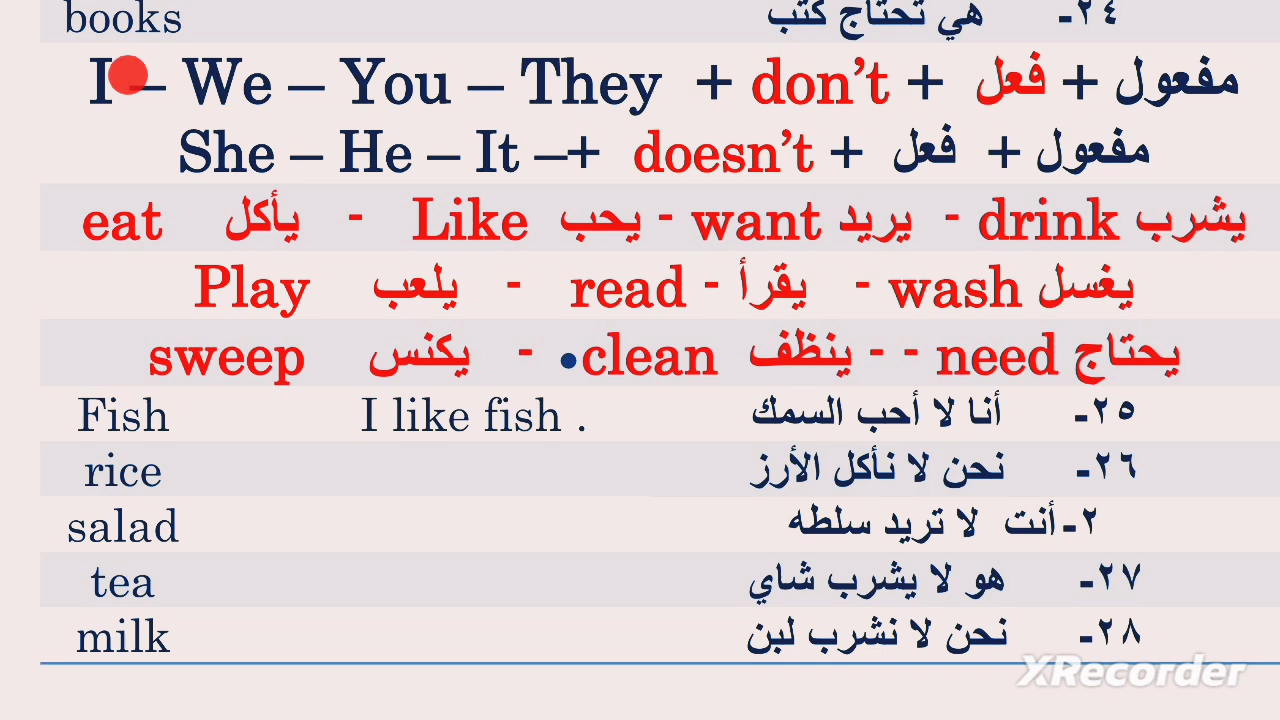 books هي تحتاج كتب -٢٤
I – We – You – They + don't + فعل + مفعول
She – He – It –+ doesn't + فعل + مفعول
eat يأكل - Like يحب - want يريد - drink يشرب
Play يلعب - read يقرأ - wash يغسل
sweep يكنس - •clean ينظف - - need يحتاج
Fish I like fish . أنا لا أحب السمك -٢٥
rice نحن لا نأكل الأرز -٢٦
salad أنت لا تريد سلطه -٢
tea هو لا يشرب شاي -٢٧
milk نحن لا نشرب لبن -٢٨
XRecorder